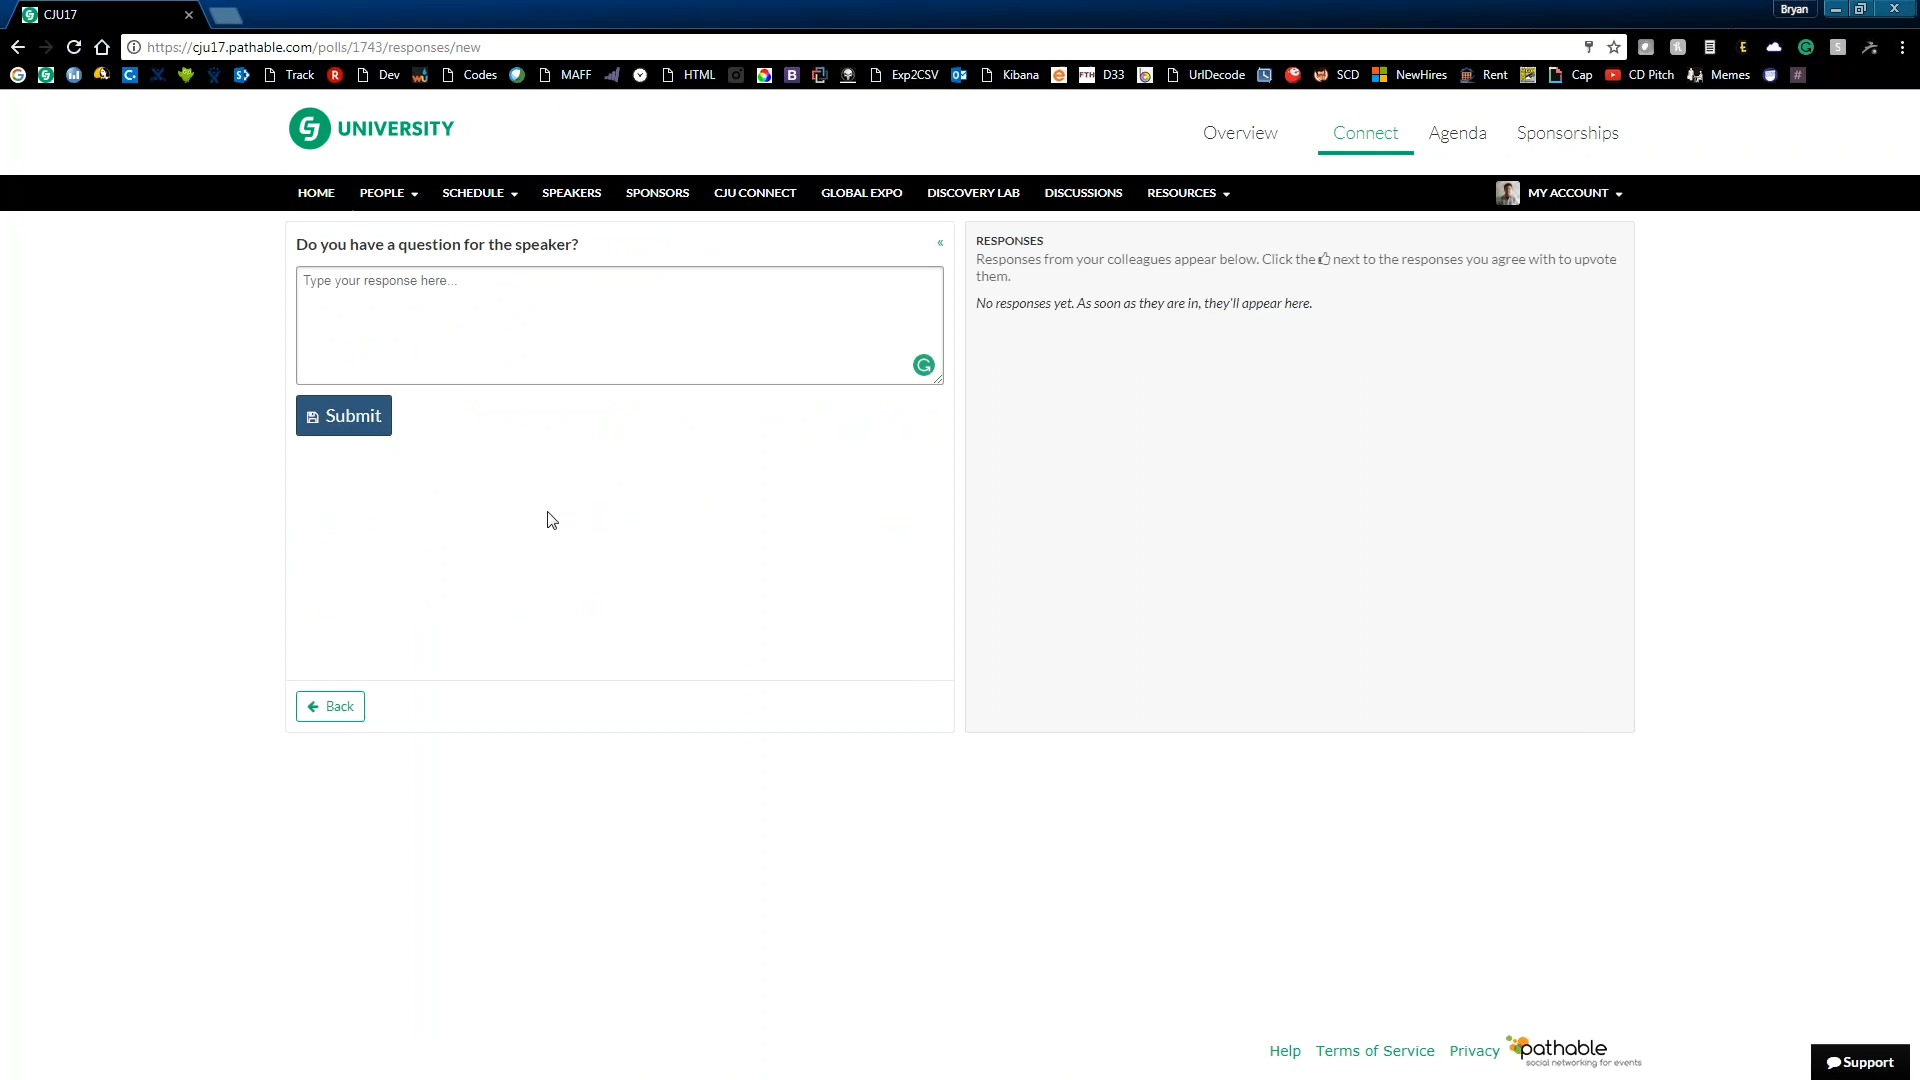 CJU17
Bryan
https://cju17.pathable.com/polls/1743/responses/new
Track Dev Codes MAFF HTML Exp2CSV Kibana D33 UrlDecode SCD NewHires Rent Cap CD Pitch Memes
UNIVERSITY
Overview Connect Agenda Sponsorships
HOME PEOPLE SCHEDULE SPEAKERS SPONSORS CJU CONNECT GLOBAL EXPO DISCOVERY LAB DISCUSSIONS RESOURCES MY ACCOUNT
Do you have a question for the speaker? «
Type your response here...
Submit
Back
RESPONSES
Responses from your colleagues appear below. Click the next to the responses you agree with to upvote
them.
No responses yet. As soon as they are in, they'll appear here.
Help Terms of Service Privacy pathable
social networking for events
Support